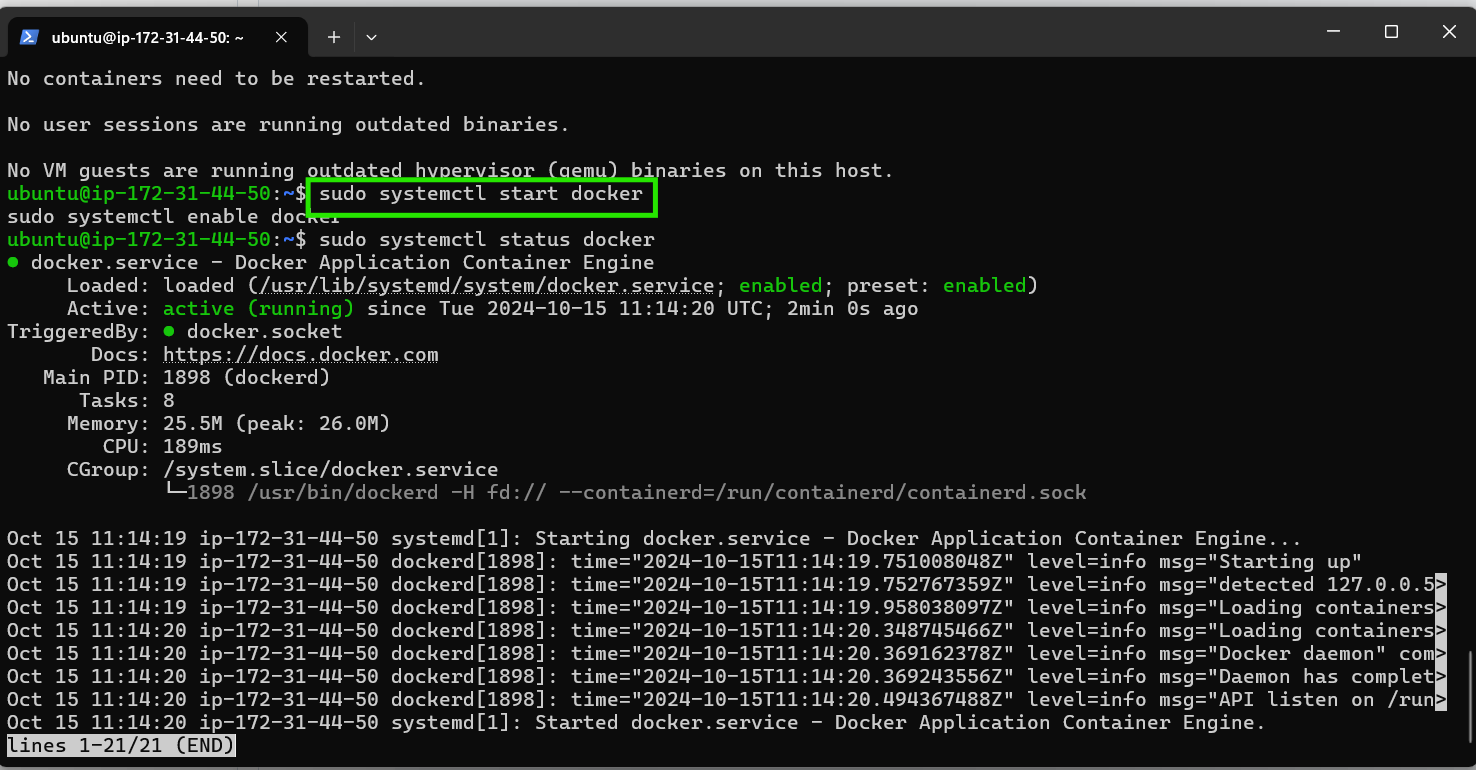 ubuntu@ip-172-31-44-50: ~
No containers need to be restarted.
No user sessions are running outdated binaries.
No VM guests are running outdated hypervisor (qemu) binaries on this host.
ubuntu@ip-172-31-44-50:~$ sudo systemctl start docker
sudo systemctl enable docker
ubuntu@ip-172-31-44-50:~$ sudo systemctl status docker
● docker.service - Docker Application Container Engine
Loaded: loaded (/usr/lib/systemd/system/docker.service; enabled; preset: enabled)
Active: active (running) since Tue 2024-10-15 11:14:20 UTC; 2min 0s ago
TriggeredBy: ● docker.socket
Docs: https://docs.docker.com
Main PID: 1898 (dockerd)
Tasks: 8
Memory: 25.5M (peak: 26.0M)
CPU: 189ms
CGroup: /system.slice/docker.service
└─1898 /usr/bin/dockerd -H fd:// --containerd=/run/containerd/containerd.sock
Oct 15 11:14:19 ip-172-31-44-50 systemd[1]: Starting docker.service - Docker Application Container Engine...
Oct 15 11:14:19 ip-172-31-44-50 dockerd[1898]: time="2024-10-15T11:14:19.751008048Z" level=info msg="Starting up"
Oct 15 11:14:19 ip-172-31-44-50 dockerd[1898]: time="2024-10-15T11:14:19.752767359Z" level=info msg="detected 127.0.0.5>
Oct 15 11:14:19 ip-172-31-44-50 dockerd[1898]: time="2024-10-15T11:14:19.958038097Z" level=info msg="Loading containers>
Oct 15 11:14:20 ip-172-31-44-50 dockerd[1898]: time="2024-10-15T11:14:20.348745466Z" level=info msg="Loading containers>
Oct 15 11:14:20 ip-172-31-44-50 dockerd[1898]: time="2024-10-15T11:14:20.369162378Z" level=info msg="Docker daemon" com>
Oct 15 11:14:20 ip-172-31-44-50 dockerd[1898]: time="2024-10-15T11:14:20.369243556Z" level=info msg="Daemon has complet>
Oct 15 11:14:20 ip-172-31-44-50 dockerd[1898]: time="2024-10-15T11:14:20.494367488Z" level=info msg="API listen on /run>
Oct 15 11:14:20 ip-172-31-44-50 systemd[1]: Started docker.service - Docker Application Container Engine.
lines 1-21/21 (END)